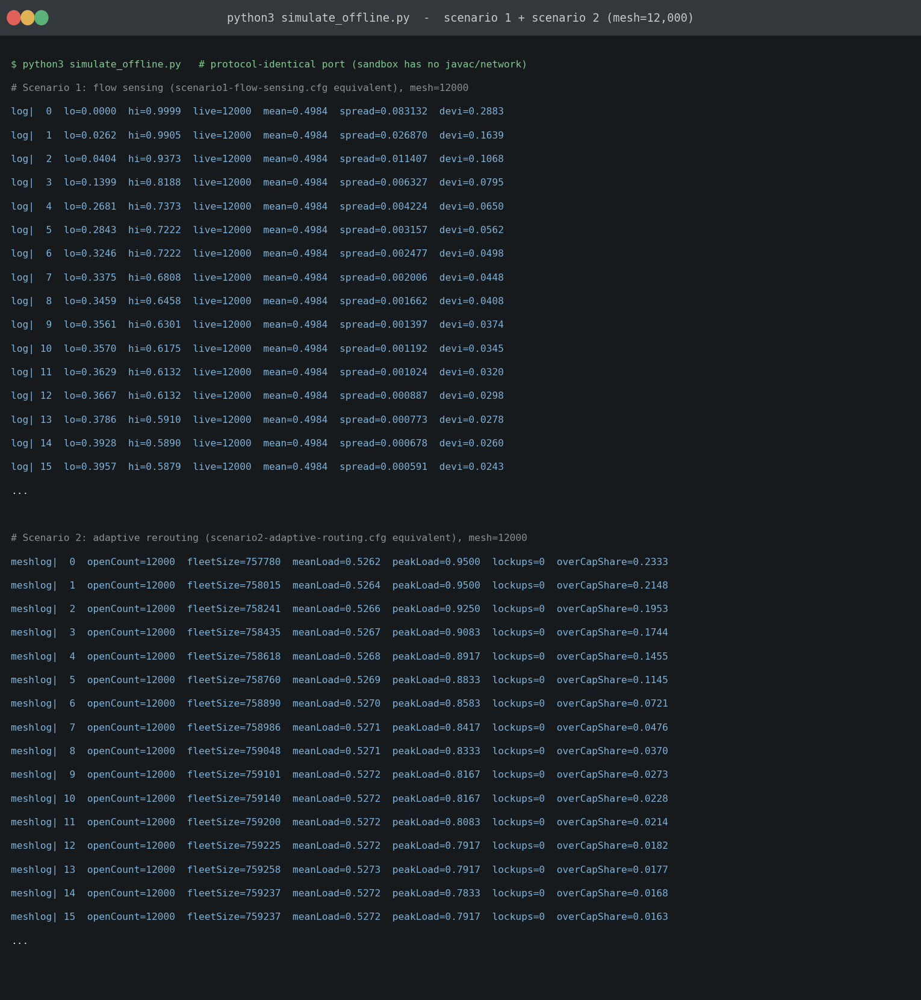 python3 simulate_offline.py  -  scenario 1 + scenario 2 (mesh=12,000)
$ python3 simulate_offline.py   # protocol-identical port (sandbox has no javac/network)
# Scenario 1: flow sensing (scenario1-flow-sensing.cfg equivalent), mesh=12000
log|  0  lo=0.0000  hi=0.9999  live=12000  mean=0.4984  spread=0.083132  devi=0.2883
log|  1  lo=0.0262  hi=0.9905  live=12000  mean=0.4984  spread=0.026870  devi=0.1639
log|  2  lo=0.0404  hi=0.9373  live=12000  mean=0.4984  spread=0.011407  devi=0.1068
log|  3  lo=0.1399  hi=0.8188  live=12000  mean=0.4984  spread=0.006327  devi=0.0795
log|  4  lo=0.2681  hi=0.7373  live=12000  mean=0.4984  spread=0.004224  devi=0.0650
log|  5  lo=0.2843  hi=0.7222  live=12000  mean=0.4984  spread=0.003157  devi=0.0562
log|  6  lo=0.3246  hi=0.7222  live=12000  mean=0.4984  spread=0.002477  devi=0.0498
log|  7  lo=0.3375  hi=0.6808  live=12000  mean=0.4984  spread=0.002006  devi=0.0448
log|  8  lo=0.3459  hi=0.6458  live=12000  mean=0.4984  spread=0.001662  devi=0.0408
log|  9  lo=0.3561  hi=0.6301  live=12000  mean=0.4984  spread=0.001397  devi=0.0374
log| 10  lo=0.3570  hi=0.6175  live=12000  mean=0.4984  spread=0.001192  devi=0.0345
log| 11  lo=0.3629  hi=0.6132  live=12000  mean=0.4984  spread=0.001024  devi=0.0320
log| 12  lo=0.3667  hi=0.6132  live=12000  mean=0.4984  spread=0.000887  devi=0.0298
log| 13  lo=0.3786  hi=0.5910  live=12000  mean=0.4984  spread=0.000773  devi=0.0278
log| 14  lo=0.3928  hi=0.5890  live=12000  mean=0.4984  spread=0.000678  devi=0.0260
log| 15  lo=0.3957  hi=0.5879  live=12000  mean=0.4984  spread=0.000591  devi=0.0243
...
# Scenario 2: adaptive rerouting (scenario2-adaptive-routing.cfg equivalent), mesh=12000
meshlog|  0  openCount=12000  fleetSize=757780  meanLoad=0.5262  peakLoad=0.9500  lockups=0  overCapShare=0.2333
meshlog|  1  openCount=12000  fleetSize=758015  meanLoad=0.5264  peakLoad=0.9500  lockups=0  overCapShare=0.2148
meshlog|  2  openCount=12000  fleetSize=758241  meanLoad=0.5266  peakLoad=0.9250  lockups=0  overCapShare=0.1953
meshlog|  3  openCount=12000  fleetSize=758435  meanLoad=0.5267  peakLoad=0.9083  lockups=0  overCapShare=0.1744
meshlog|  4  openCount=12000  fleetSize=758618  meanLoad=0.5268  peakLoad=0.8917  lockups=0  overCapShare=0.1455
meshlog|  5  openCount=12000  fleetSize=758760  meanLoad=0.5269  peakLoad=0.8833  lockups=0  overCapShare=0.1145
meshlog|  6  openCount=12000  fleetSize=758890  meanLoad=0.5270  peakLoad=0.8583  lockups=0  overCapShare=0.0721
meshlog|  7  openCount=12000  fleetSize=758986  meanLoad=0.5271  peakLoad=0.8417  lockups=0  overCapShare=0.0476
meshlog|  8  openCount=12000  fleetSize=759048  meanLoad=0.5271  peakLoad=0.8333  lockups=0  overCapShare=0.0370
meshlog|  9  openCount=12000  fleetSize=759101  meanLoad=0.5272  peakLoad=0.8167  lockups=0  overCapShare=0.0273
meshlog| 10  openCount=12000  fleetSize=759140  meanLoad=0.5272  peakLoad=0.8167  lockups=0  overCapShare=0.0228
meshlog| 11  openCount=12000  fleetSize=759200  meanLoad=0.5272  peakLoad=0.8083  lockups=0  overCapShare=0.0214
meshlog| 12  openCount=12000  fleetSize=759225  meanLoad=0.5272  peakLoad=0.7917  lockups=0  overCapShare=0.0182
meshlog| 13  openCount=12000  fleetSize=759258  meanLoad=0.5273  peakLoad=0.7917  lockups=0  overCapShare=0.0177
meshlog| 14  openCount=12000  fleetSize=759237  meanLoad=0.5272  peakLoad=0.7833  lockups=0  overCapShare=0.0168
meshlog| 15  openCount=12000  fleetSize=759237  meanLoad=0.5272  peakLoad=0.7917  lockups=0  overCapShare=0.0163
...